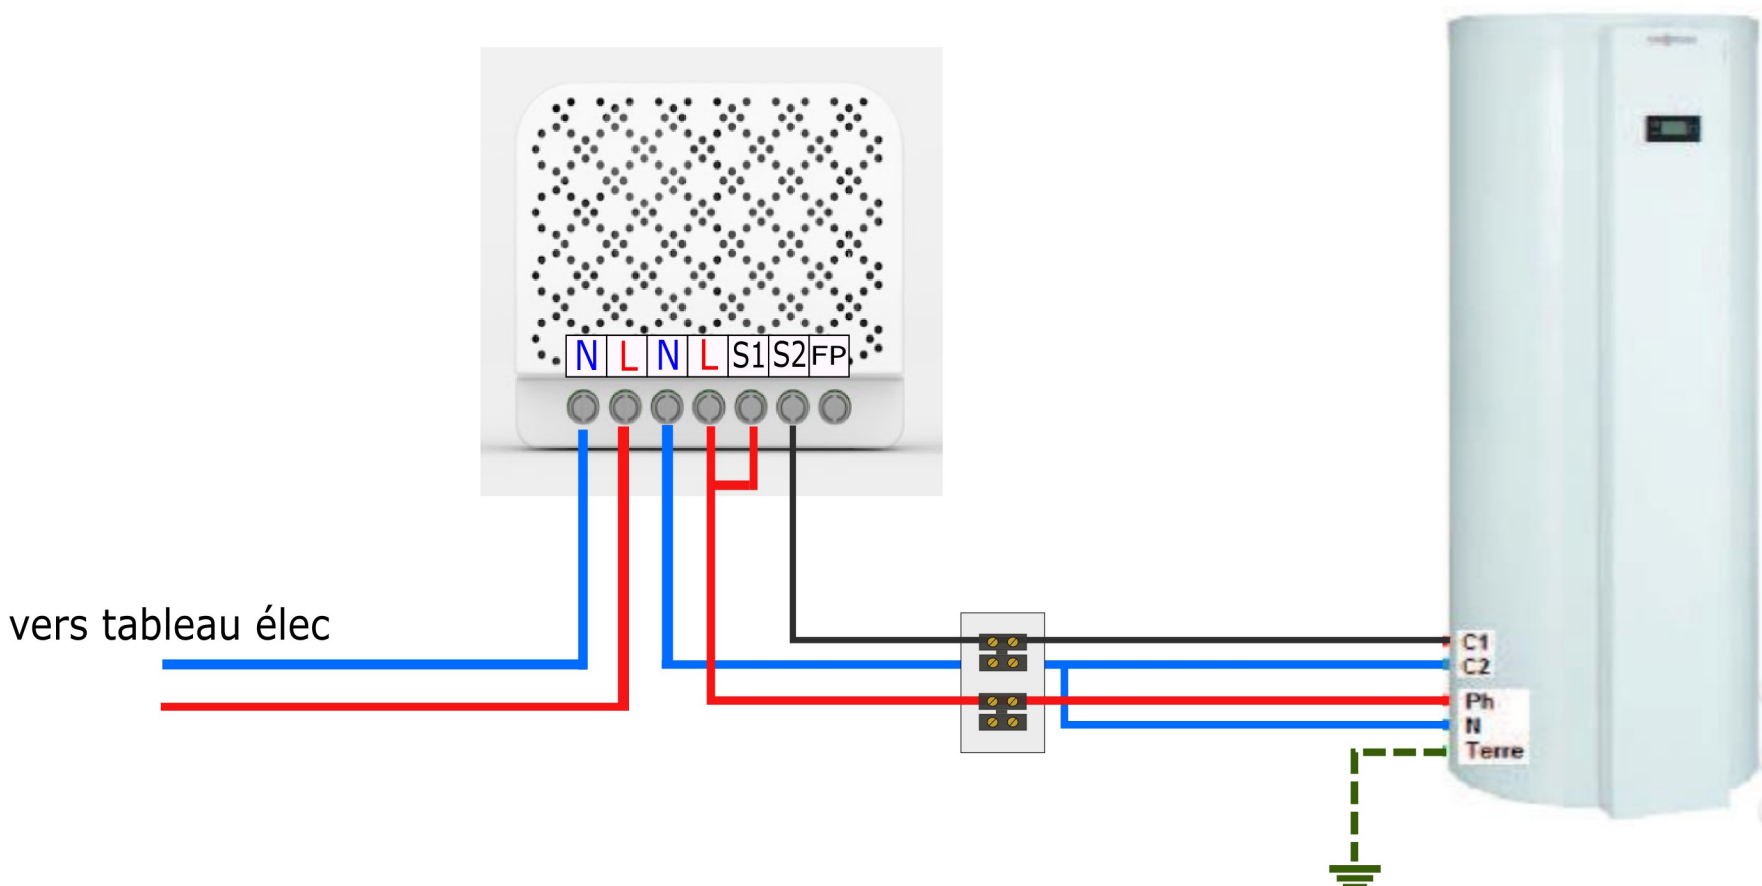 N L N L S1 S2 FP
vers tableau élec
C1
C2
Ph
N
Terre